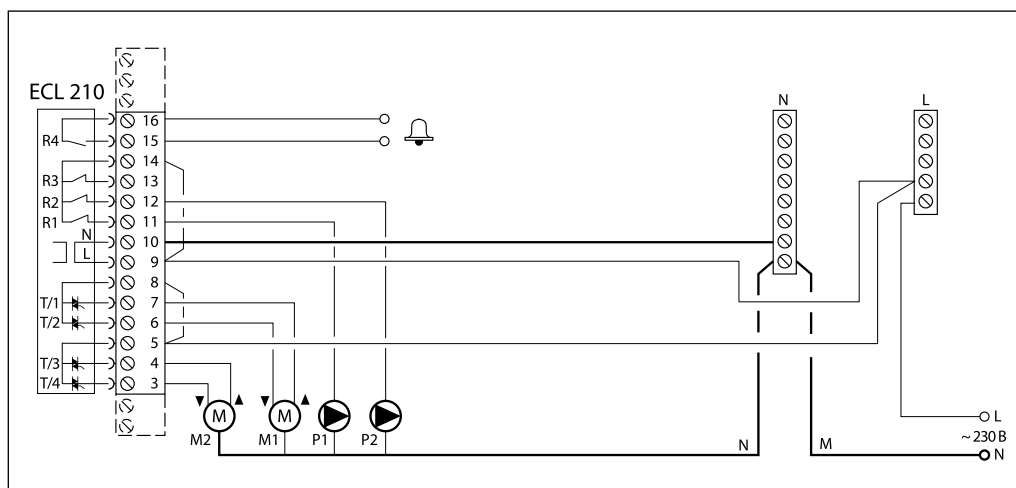 ECL 210
N
L
16
R4 15
14
R3 13
R2 12
R1 11
N 10
L 9
8
T/1 7
T/2 6
5
T/3 4
T/4 3
M M
M2 M1 P1 P2
N M
L
~ 230 В
N